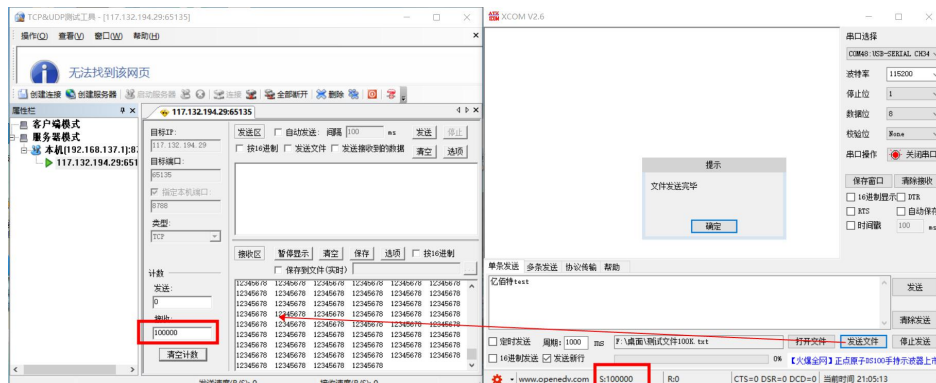 TCP&UDP测试工具 - [117.132.194.29:65135]
操作(O) 查看(V) 窗口(W) 帮助(H)
无法找到该网页
创建连接 创建服务器 启动服务器 连接 全部断开 删除
属性栏
客户端模式
服务器模式
本机[192.168.137.1]:8
117.132.194.29:651
117.132.194.29:65135
目标IP:
117.132.194.29
目标端口:
65135
指定本机端口:
8788
类型:
TCP
计数
发送:
0
接收:
100000
清空计数
发送区 自动发送: 间隔 100 ms 发送 停止
按16进制 发送文件 发送接收到的数据 清空 选项
接收区 暂停显示 清空 保存 选项 按16进制
保存到文件(实时)
12345678 12345678 12345678 12345678 12345678 12345678
12345678 12345678 12345678 12345678 12345678 12345678
12345678 12345678 12345678 12345678 12345678 12345678
12345678 12345678 12345678 12345678 12345678 12345678
12345678 12345678 12345678 12345678 12345678 12345678
12345678 12345678 12345678 12345678 12345678 12345678
12345678 12345678 12345678 12345678 12345678 12345678
12345678 12345678 12345678 12345678 12345678 12345678
12345678 12345678 12345678 12345678
发送速度(B/S): 0 接收速度(B/S): 0
XCOM V2.6
串口选择
COM48:USB-SERIAL CH34
波特率 115200
停止位 1
数据位 8
校验位 None
串口操作 关闭串口
保存窗口 清除接收
16进制显示 DTR
RTS 自动保存
时间戳 100 ms
提示
文件发送完毕
确定
单条发送 多条发送 协议传输 帮助
亿佰特test
发送
清除发送
定时发送 周期: 1000 ms F:\桌面\测试文件100K.txt 打开文件 发送文件 停止发送
16进制发送 发送新行 0% 【火爆全网】正点原子DS100手持示波器上市
www.openedv.com S:100000 R:0 CTS=0 DSR=0 DCD=0 当前时间 21:05:13